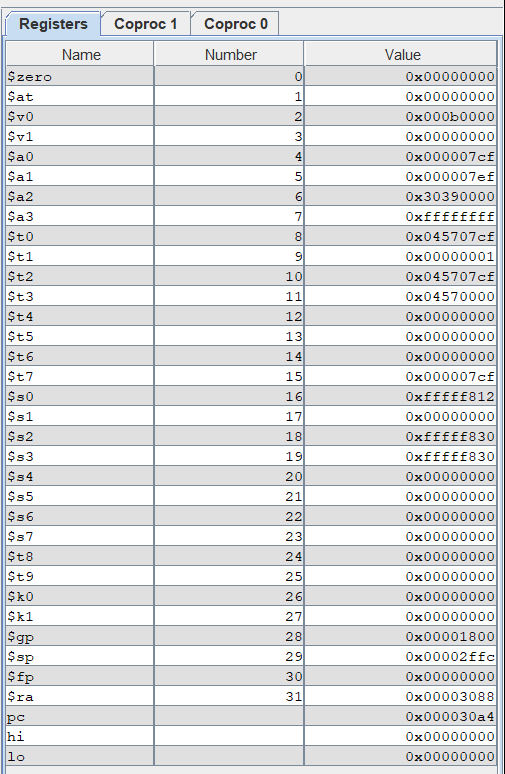 Registers Coproc 1 Coproc 0
Name Number Value
$zero 0 0x00000000
$at 1 0x00000000
$v0 2 0x000b0000
$v1 3 0x00000000
$a0 4 0x000007cf
$a1 5 0x000007ef
$a2 6 0x30390000
$a3 7 0xffffffff
$t0 8 0x045707cf
$t1 9 0x00000001
$t2 10 0x045707cf
$t3 11 0x04570000
$t4 12 0x00000000
$t5 13 0x00000000
$t6 14 0x00000000
$t7 15 0x000007cf
$s0 16 0xfffff812
$s1 17 0x00000000
$s2 18 0xfffff830
$s3 19 0xfffff830
$s4 20 0x00000000
$s5 21 0x00000000
$s6 22 0x00000000
$s7 23 0x00000000
$t8 24 0x00000000
$t9 25 0x00000000
$k0 26 0x00000000
$k1 27 0x00000000
$gp 28 0x00001800
$sp 29 0x00002ffc
$fp 30 0x00000000
$ra 31 0x00003088
pc 0x000030a4
hi 0x00000000
lo 0x00000000